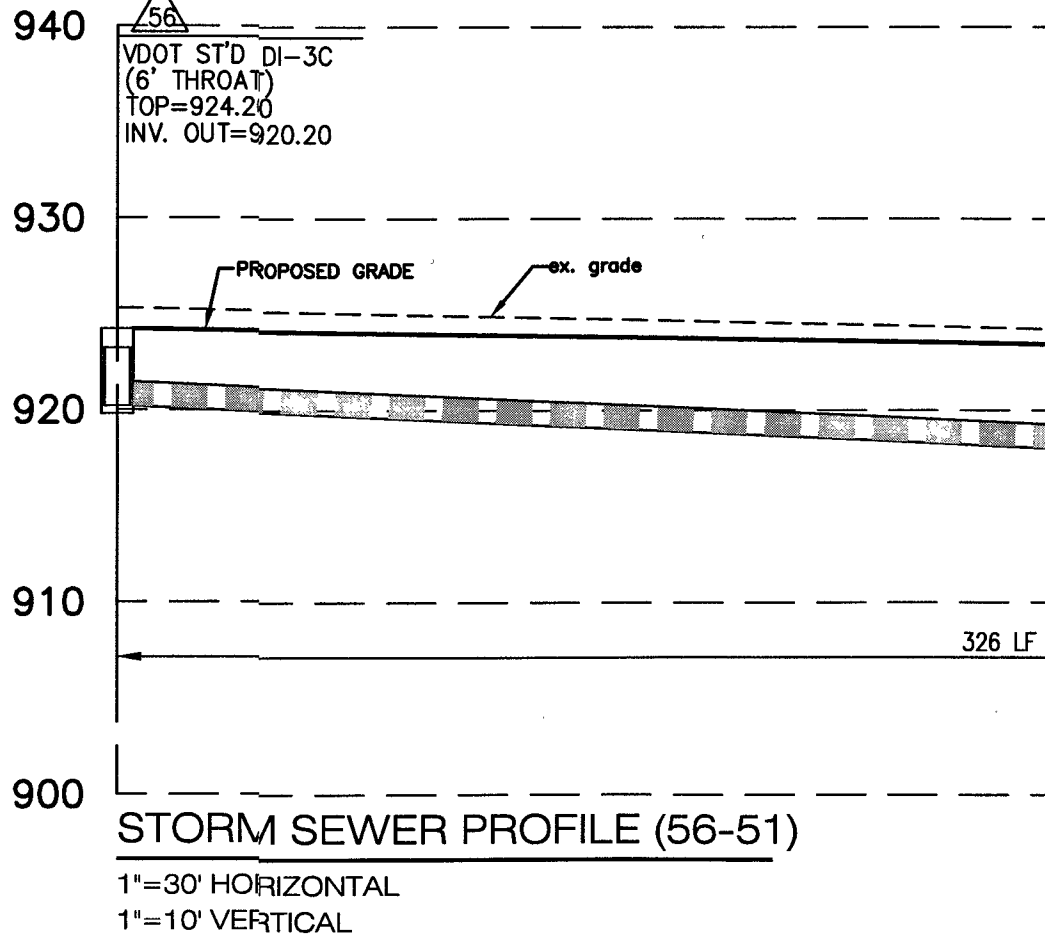 940
56
VDOT ST'D DI-3C
(6' THROAT)
TOP=924.20
INV. OUT=920.20
930
PROPOSED GRADE
ex. grade
920
910
326 LF
900
STORM SEWER PROFILE (56-51)
1"=30' HORIZONTAL
1"=10' VERTICAL